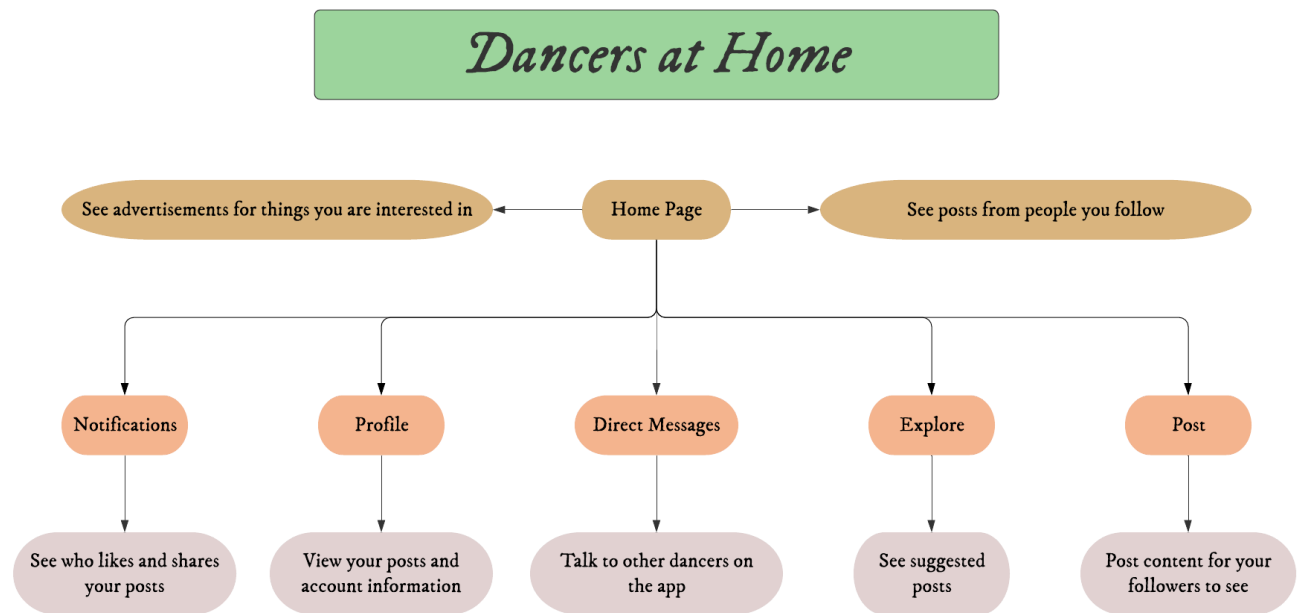 Dancers at Home
See advertisements for things you are interested in
Home Page
See posts from people you follow
Notifications
Profile
Direct Messages
Explore
Post
See who likes and shares
your posts
View your posts and
account information
Talk to other dancers on
the app
See suggested
posts
Post content for your
followers to see